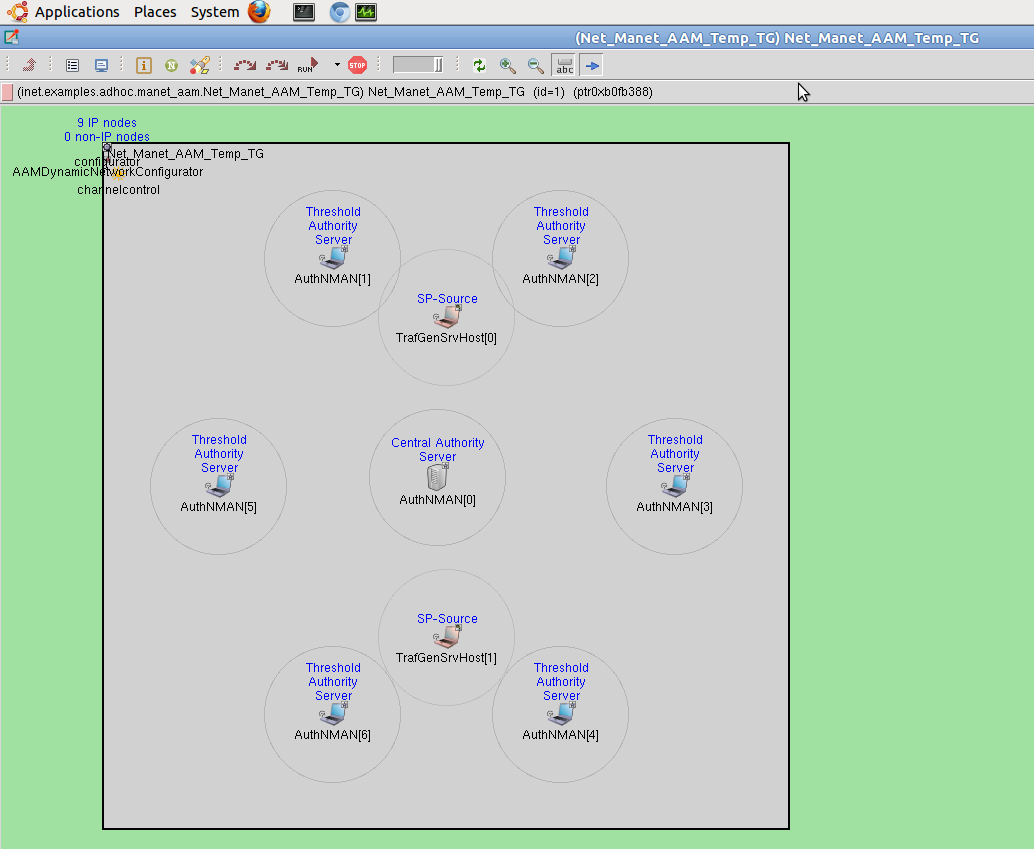 Applications Places System
(Net_Manet_AAM_Temp_TG) Net_Manet_AAM_Temp_TG
i N RUN STOP abc
(inet.examples.adhoc.manet_aam.Net_Manet_AAM_Temp_TG) Net_Manet_AAM_Temp_TG (id=1) (ptr0xb0fb388)
9 IP nodes
0 non-IP nodes
Net_Manet_AAM_Temp_TG
configurator
AAMDynamicNetworkConfigurator
channelcontrol
Threshold
Authority
Server
AuthNMAN[1]
Threshold
Authority
Server
AuthNMAN[2]
SP-Source
TrafGenSrvHost[0]
Threshold
Authority
Server
AuthNMAN[5]
Central Authority
Server
AuthNMAN[0]
Threshold
Authority
Server
AuthNMAN[3]
SP-Source
TrafGenSrvHost[1]
Threshold
Authority
Server
AuthNMAN[6]
Threshold
Authority
Server
AuthNMAN[4]